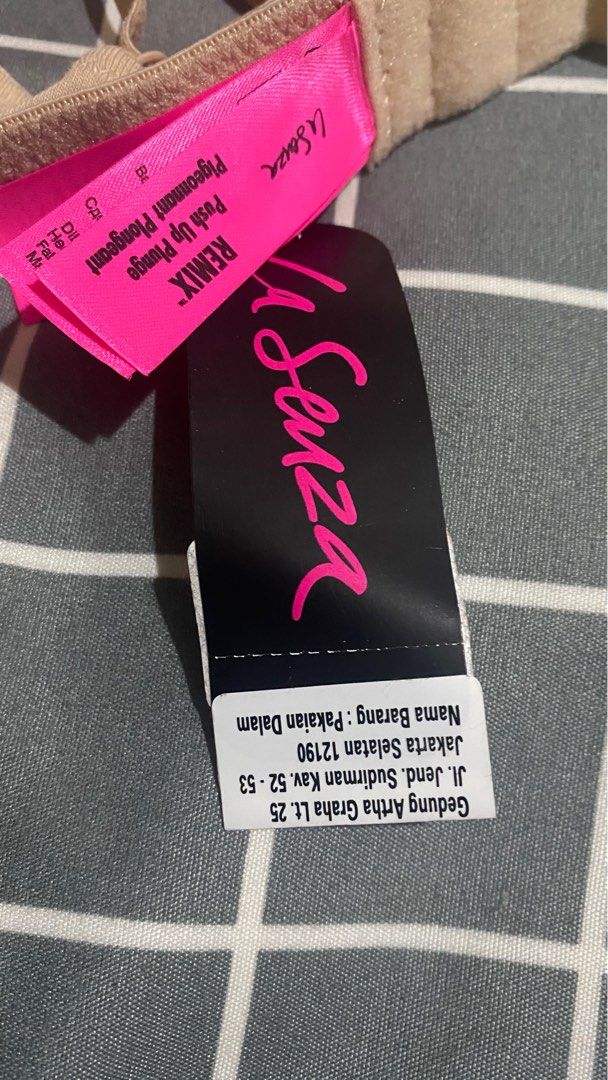 la Senza
REMIX™
Push Up Plunge
Pigeonnant Plongeant
la Senza
Gedung Artha Graha Lt. 25
Jl. Jend. Sudirman Kav. 52 - 53
Jakarta Selatan 12190
Nama Barang : Pakaian Dalam